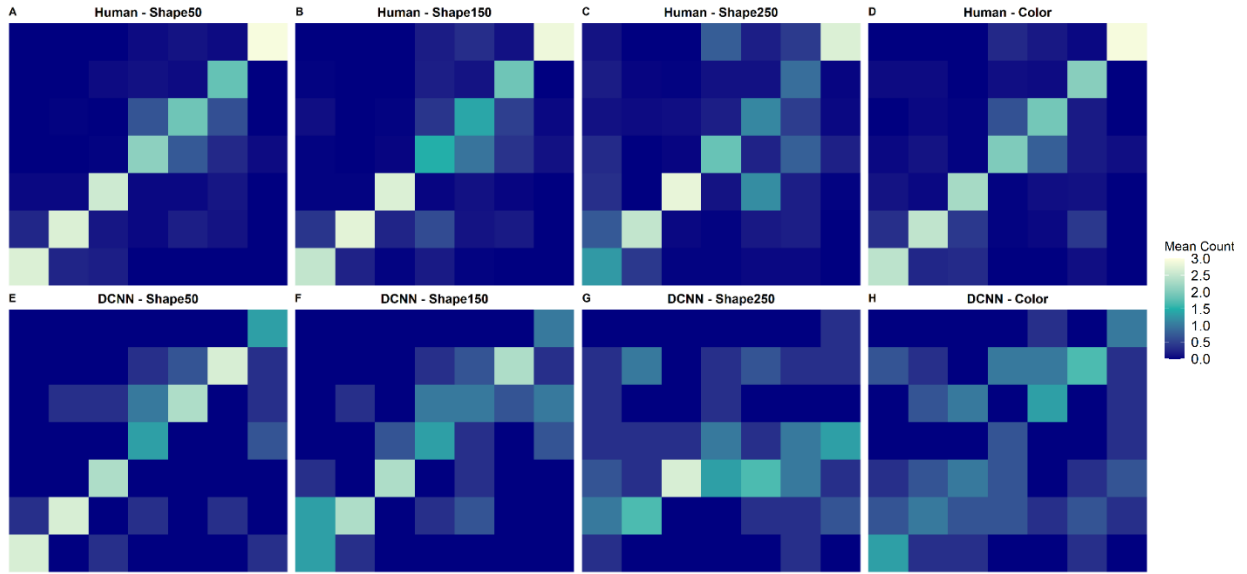 A Human - Shape50
B Human - Shape150
C Human - Shape250
D Human - Color
Mean Count
3.0
2.5
2.0
1.5
1.0
0.5
0.0
E DCNN - Shape50
F DCNN - Shape150
G DCNN - Shape250
H DCNN - Color